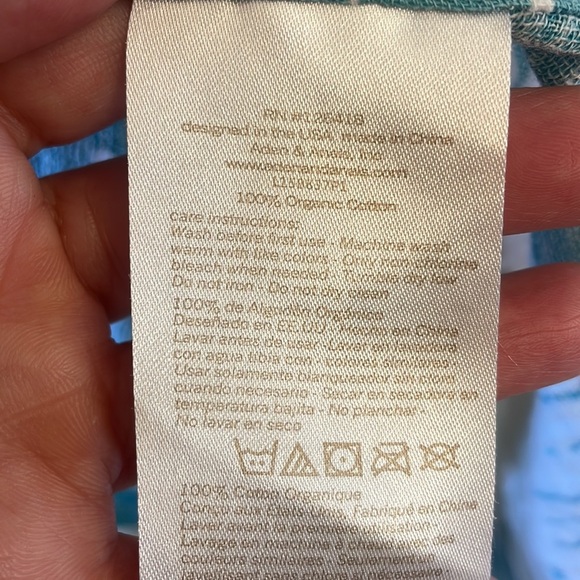 RN #126418
designed in the USA, made in China
Aden & Anais, Inc
www.adenandanais.com
100% Organic Cotton
care instructions:
Wash before first use - Machine wash
warm with like colors - Only non-chlorine
bleach when needed - Tumble dry low
Do not iron - Do not dry clean
100% de Algodón Orgánico
Deseñado en EE.UU - Hecho en China
Lavar antes de usar - Lavar en lavadora
con agua tibia con - colores similares -
Usar solamente blanqueador sin cloro
cuando necesario - Secar en secadora en
temperatura bajita - No planchar -
No lavar en seco
100% Coton Organique
Conçu aux États-Unis, Fabriqué en Chine
Laver avant la première utilisation -
Lavage en machine à chaud avec des
couleurs similaires - Seulement